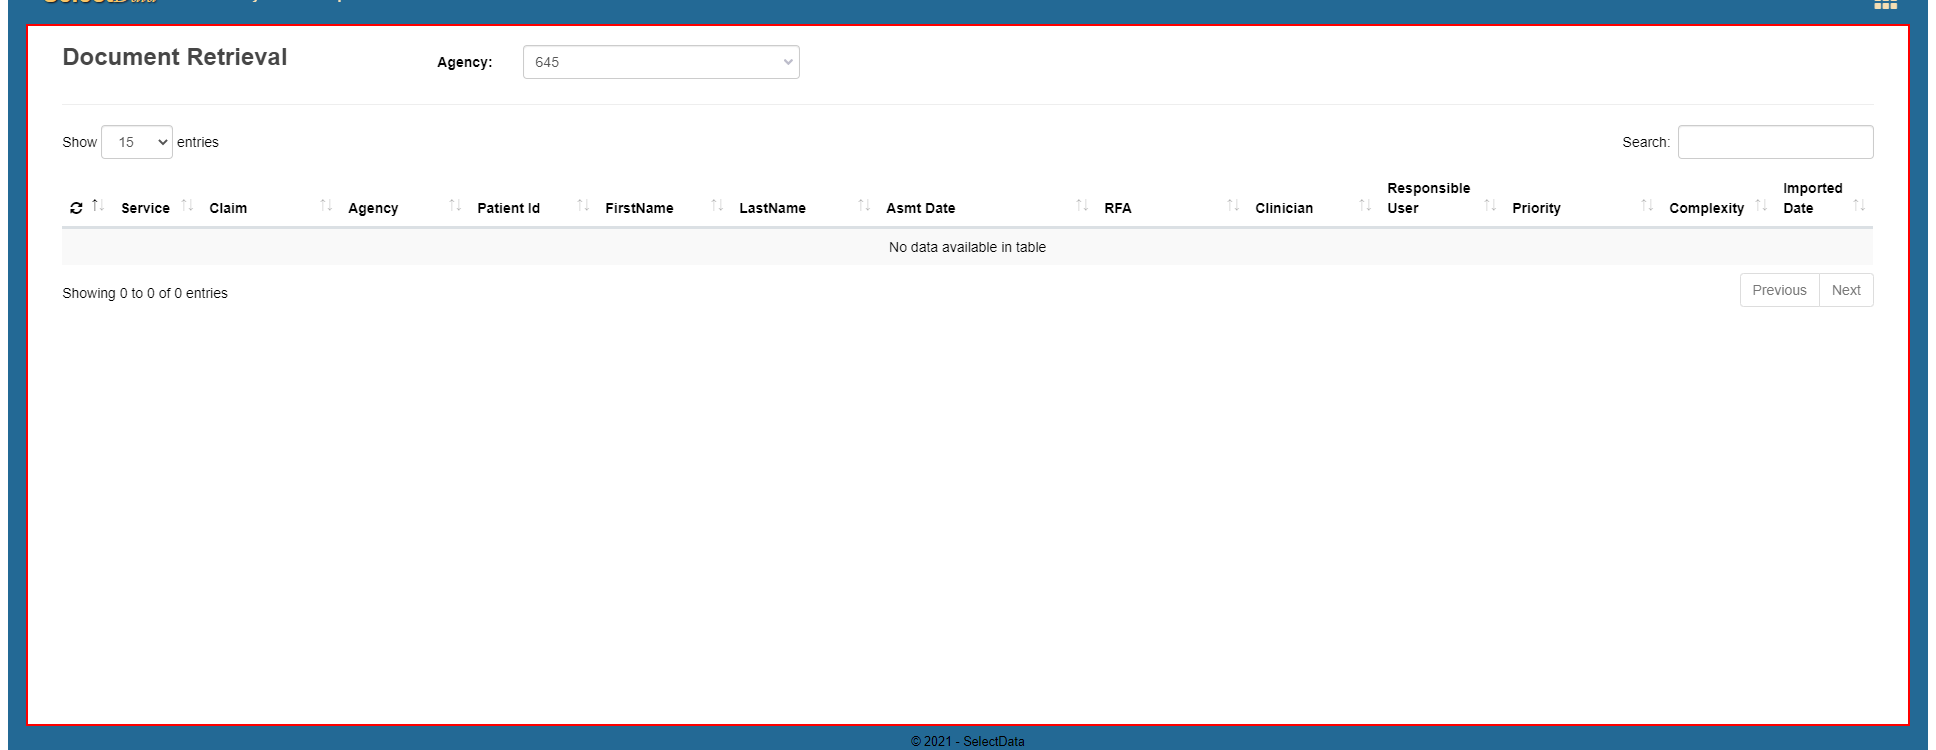 Document Retrieval
Agency: 645
Show 15 entries
Search:
Service Claim Agency Patient Id FirstName LastName Asmt Date RFA Clinician Responsible User Priority Complexity Imported Date
No data available in table
Showing 0 to 0 of 0 entries
Previous Next
© 2021 - SelectData